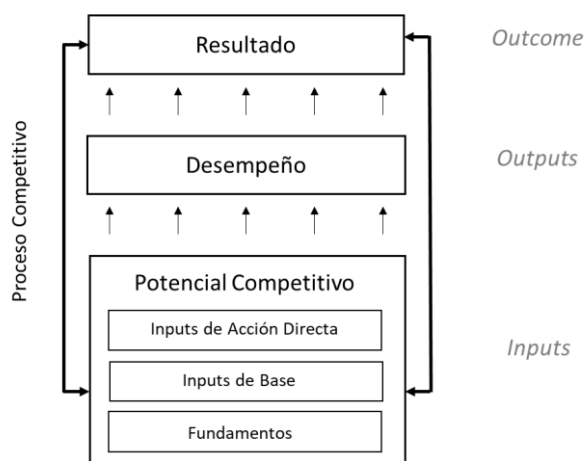 Resultado
Outcome
Proceso Competitivo
Desempeño
Outputs
Potencial Competitivo
Inputs de Acción Directa
Inputs
Inputs de Base
Fundamentos